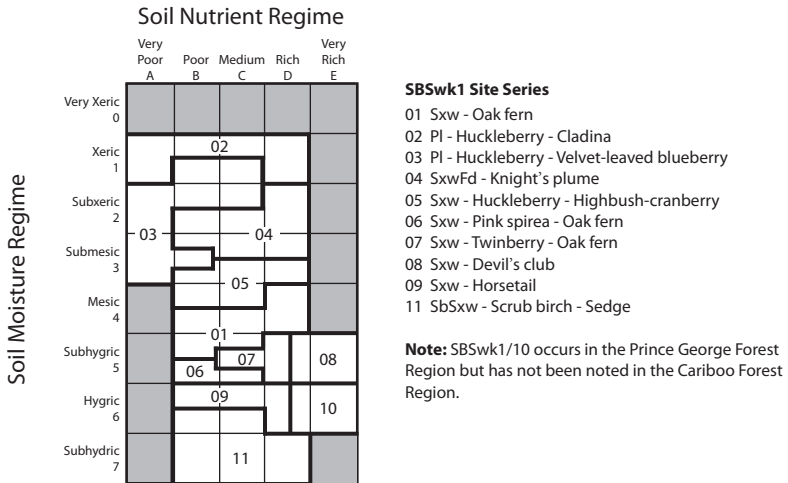 Soil Nutrient Regime
Very Poor A
Poor B
Medium C
Rich D
Very Rich E
Soil Moisture Regime
Very Xeric 0
Xeric 1
Subxeric 2
Submesic 3
Mesic 4
Subhygric 5
Hygric 6
Subhydric 7
02
03
04
05
01
07
08
06
09
10
11
SBSwk1 Site Series
01 Sxw - Oak fern
02 Pl - Huckleberry - Cladina
03 Pl - Huckleberry - Velvet-leaved blueberry
04 SxwFd - Knight's plume
05 Sxw - Huckleberry - Highbush-cranberry
06 Sxw - Pink spirea - Oak fern
07 Sxw - Twinberry - Oak fern
08 Sxw - Devil's club
09 Sxw - Horsetail
11 SbSxw - Scrub birch - Sedge
Note: SBSwk1/10 occurs in the Prince George Forest
Region but has not been noted in the Cariboo Forest
Region.